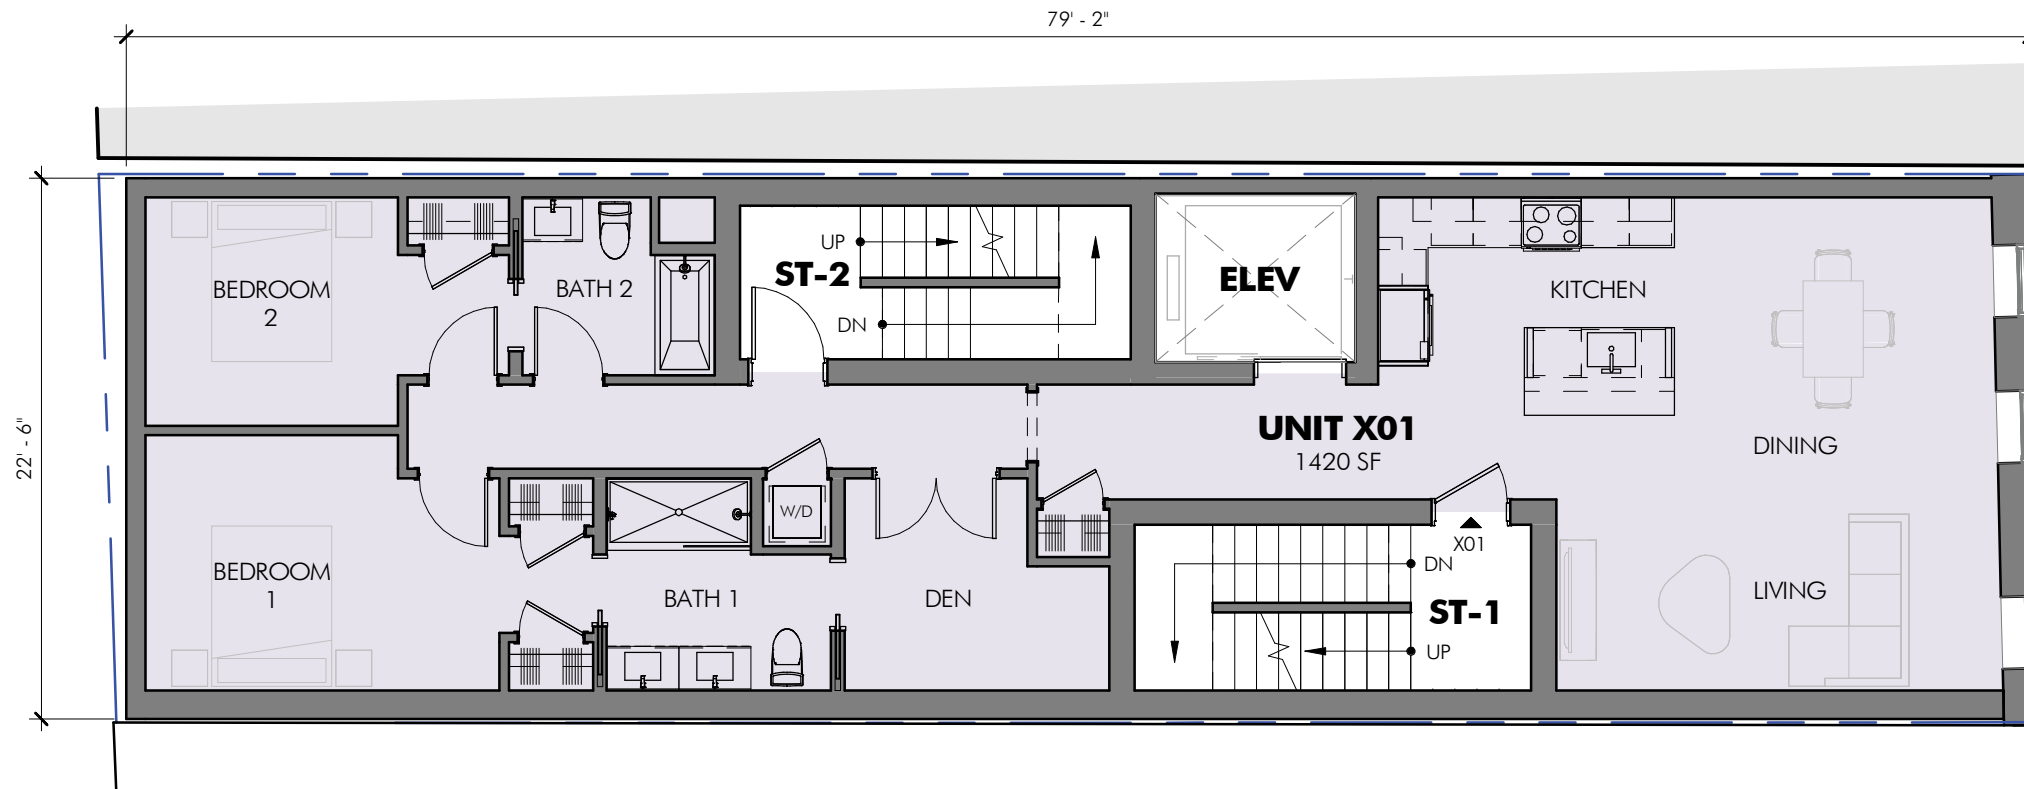 79' - 2"
22' - 6"
BEDROOM
2
BATH 2
UP
ST-2
DN
ELEV
KITCHEN
UNIT X01
1420 SF
DINING
W/D
BEDROOM
1
BATH 1
DEN
X01
DN
ST-1
UP
LIVING